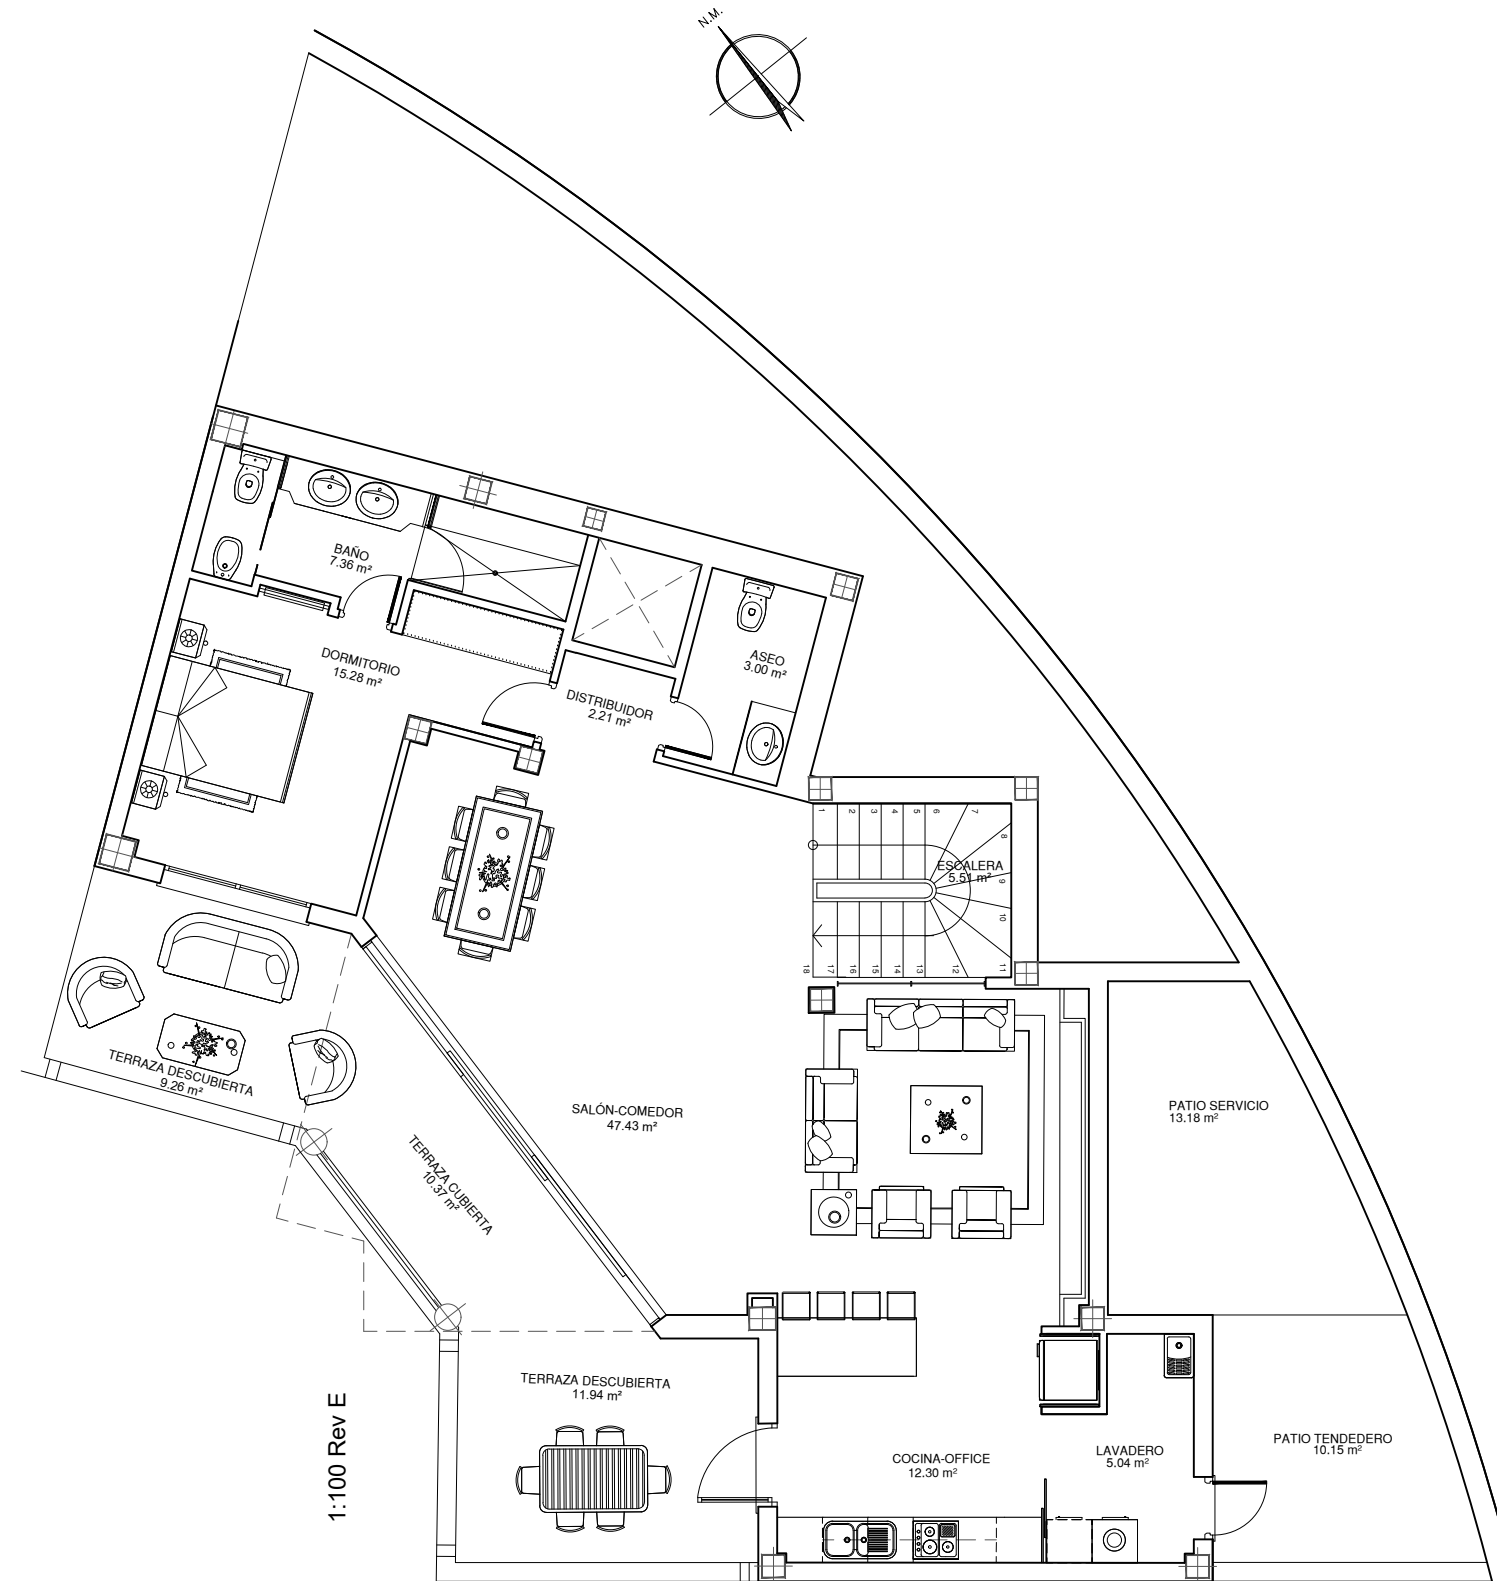 N.M.
BAÑO
7.36 m²
DORMITORIO
15.28 m²
DISTRIBUIDOR
2.21 m²
ASEO
3.00 m²
1
2
3
4
5
6
7
8
9
10
11
12
13
14
15
16
17
18
ESCALERA
5.51 m²
TERRAZA DESCUBIERTA
9.26 m²
SALÓN-COMEDOR
47.43 m²
TERRAZA CUBIERTA
10.37 m²
PATIO SERVICIO
13.18 m²
TERRAZA DESCUBIERTA
11.94 m²
COCINA-OFFICE
12.30 m²
LAVADERO
5.04 m²
PATIO TENDEDERO
10.15 m²
1:100 Rev E